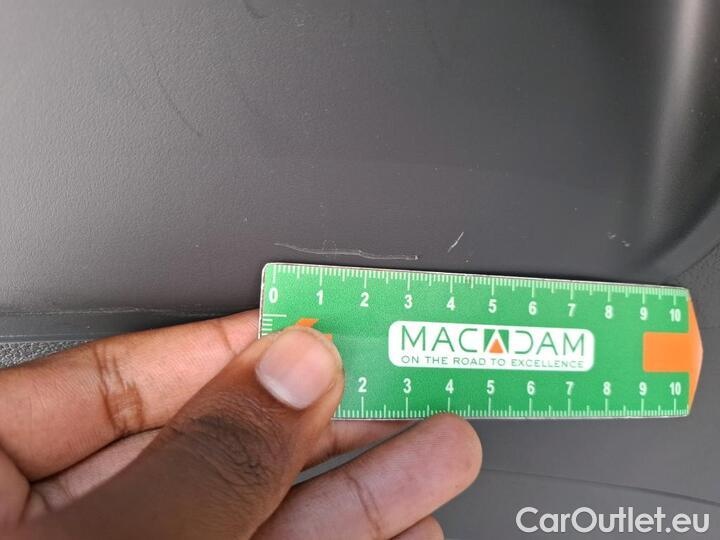 0 1 2 3 4 5 6 7 8 9 10
MACADAM
ON THE ROAD TO EXCELLENCE
2 3 4 5 6 7 8 9 10
CarOutlet.eu